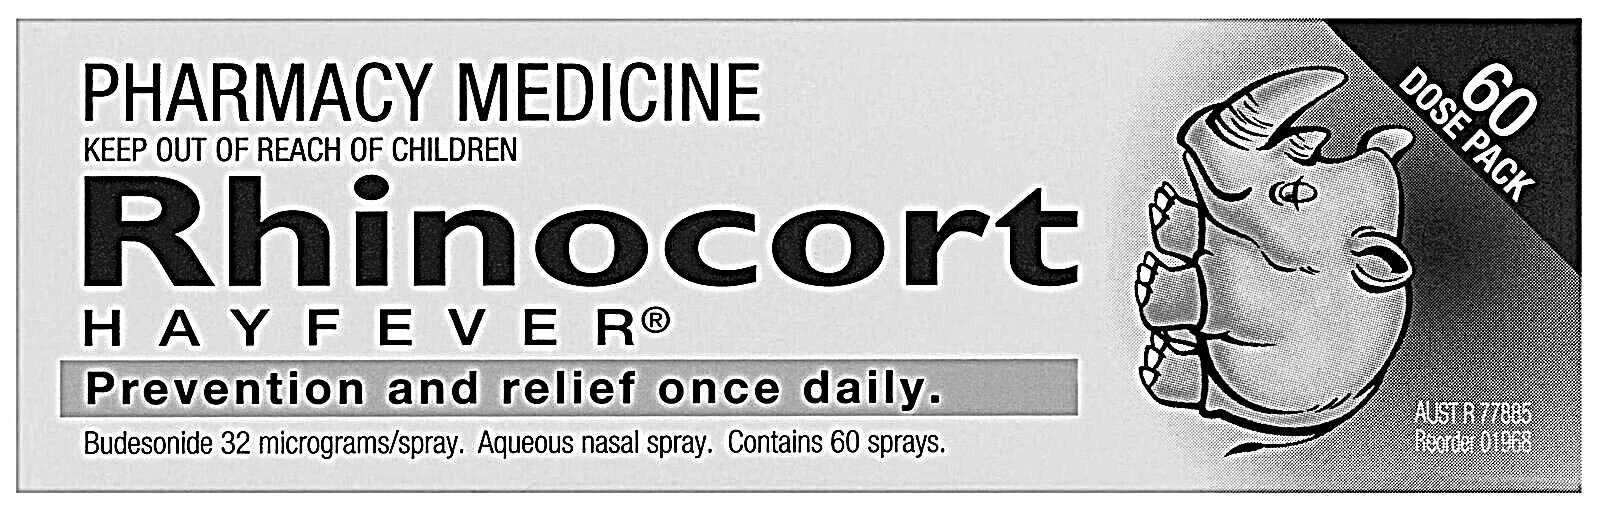 PHARMACY MEDICINE
KEEP OUT OF REACH OF CHILDREN
Rhinocort
HAYFEVER®
Prevention and relief once daily.
Budesonide 32 micrograms/spray. Aqueous nasal spray. Contains 60 sprays.
60
DOSE PACK
AUST R 77885
Reorder 01968